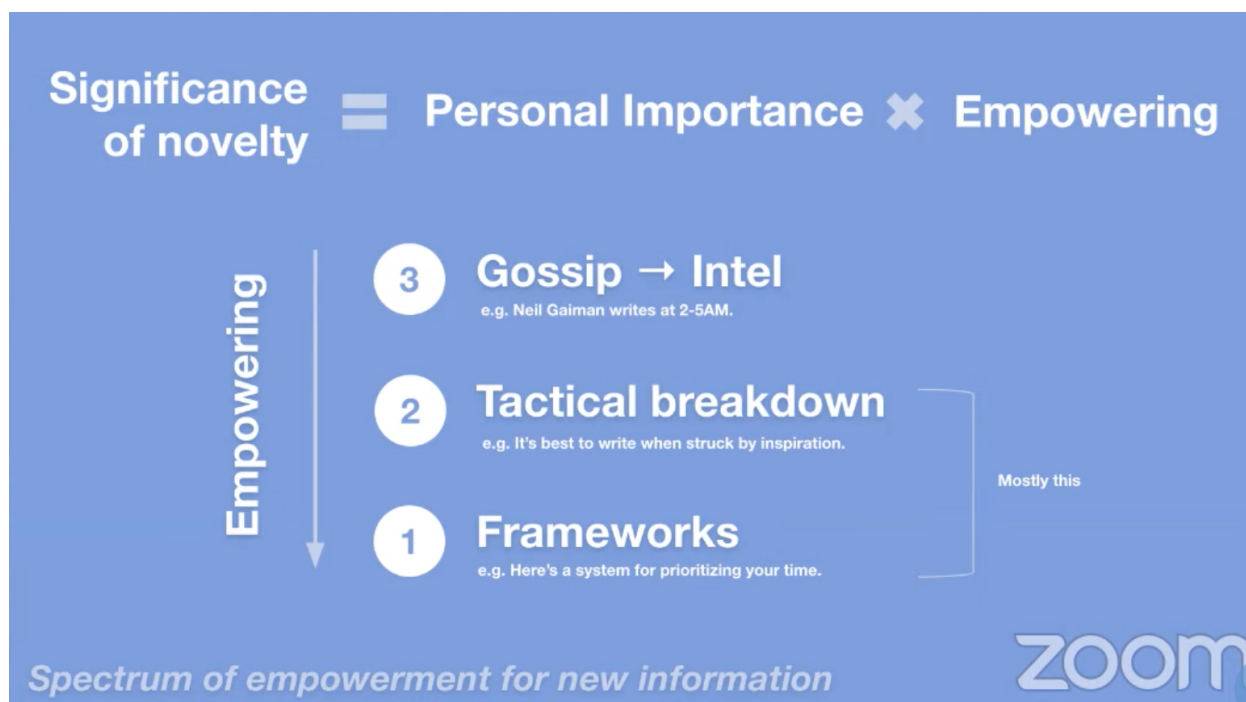 Significance
of novelty
= Personal Importance × Empowering
Empowering
3
Gossip → Intel
e.g. Neil Gaiman writes at 2-5AM.
2
Tactical breakdown
e.g. It's best to write when struck by inspiration.
Mostly this
1
Frameworks
e.g. Here's a system for prioritizing your time.
Spectrum of empowerment for new information
zoom